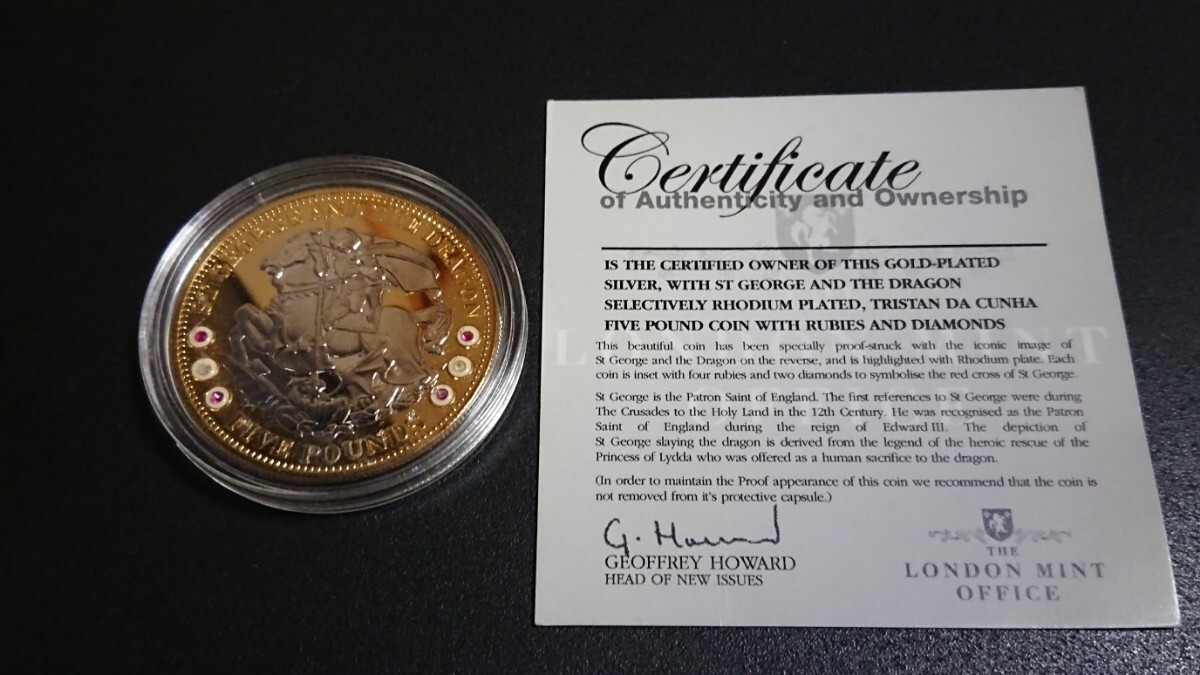 ST GEORGE AND THE DRAGON
FIVE POUNDS
Certificate
of Authenticity and Ownership
IS THE CERTIFIED OWNER OF THIS GOLD-PLATED
SILVER, WITH ST GEORGE AND THE DRAGON
SELECTIVELY RHODIUM PLATED, TRISTAN DA CUNHA
FIVE POUND COIN WITH RUBIES AND DIAMONDS
This beautiful coin has been specially proof-struck with the iconic image of
St George and the Dragon on the reverse, and is highlighted with Rhodium plate. Each
coin is inset with four rubies and two diamonds to symbolise the red cross of St George.
St George is the Patron Saint of England. The first references to St George were during
The Crusades to the Holy Land in the 12th Century. He was recognised as the Patron
Saint of England during the reign of Edward III. The depiction of
St George slaying the dragon is derived from the legend of the heroic rescue of the
Princess of Lydda who was offered as a human sacrifice to the dragon.
(In order to maintain the Proof appearance of this coin we recommend that the coin is
not removed from it's protective capsule.)
G. Howard
GEOFFREY HOWARD
HEAD OF NEW ISSUES
THE
LONDON MINT
OFFICE